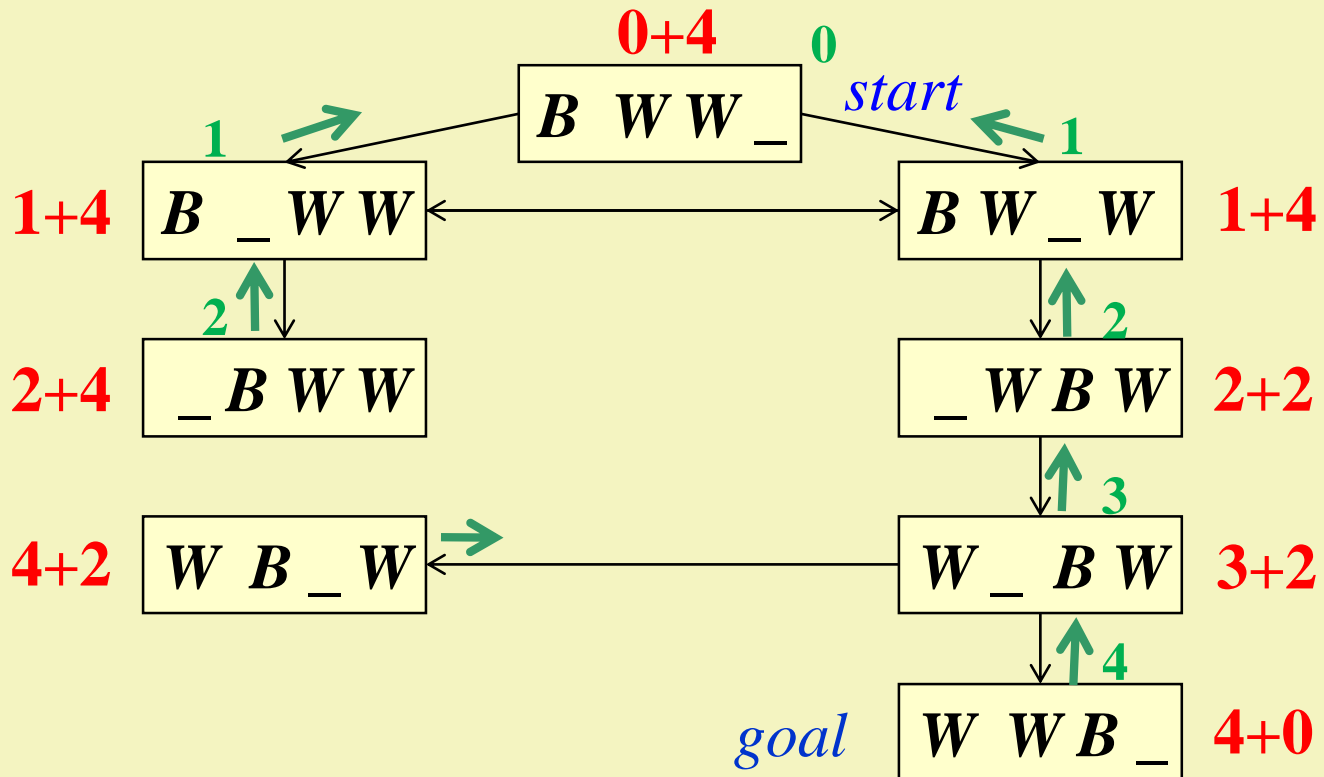 0+4 0
B W W _ start
1 1
1+4 B _ W W B W _ W 1+4
2 2
2+4 _ B W W _ W B W 2+2
3
4+2 W B _ W W _ B W 3+2
4
goal W W B _ 4+0